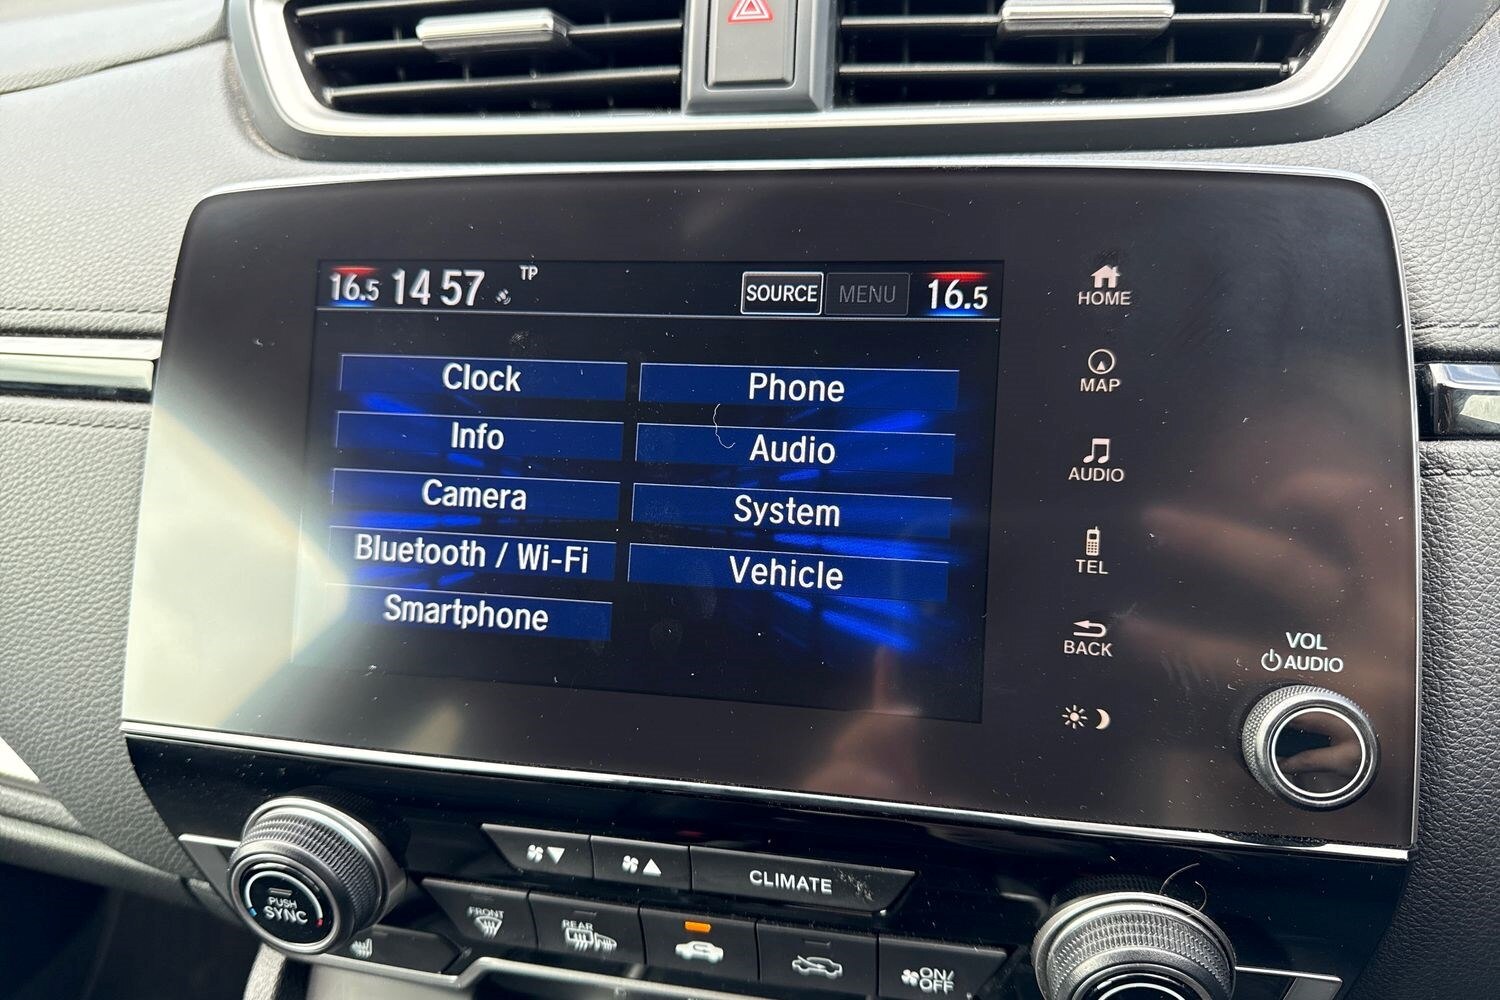 16.5 14 57 TP SOURCE MENU 16.5
Clock
Phone
Info
Audio
Camera
System
Bluetooth / Wi-Fi
Vehicle
Smartphone
HOME
MAP
AUDIO
TEL
BACK
VOL
AUDIO
CLIMATE
PUSH
SYNC
FRONT
REAR
ON/
OFF